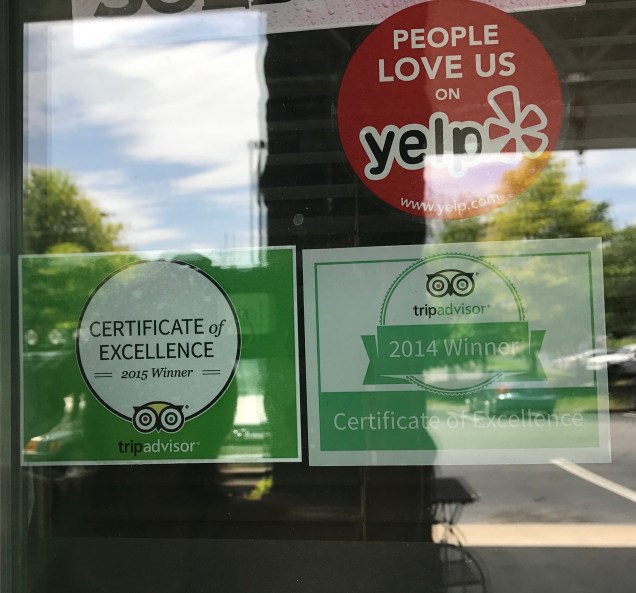 PEOPLE
LOVE US
ON
yelp
www.yelp.com
CERTIFICATE of
EXCELLENCE
2015 Winner
tripadvisor®
tripadvisor®
2014 Winner
Certificate of Excellence